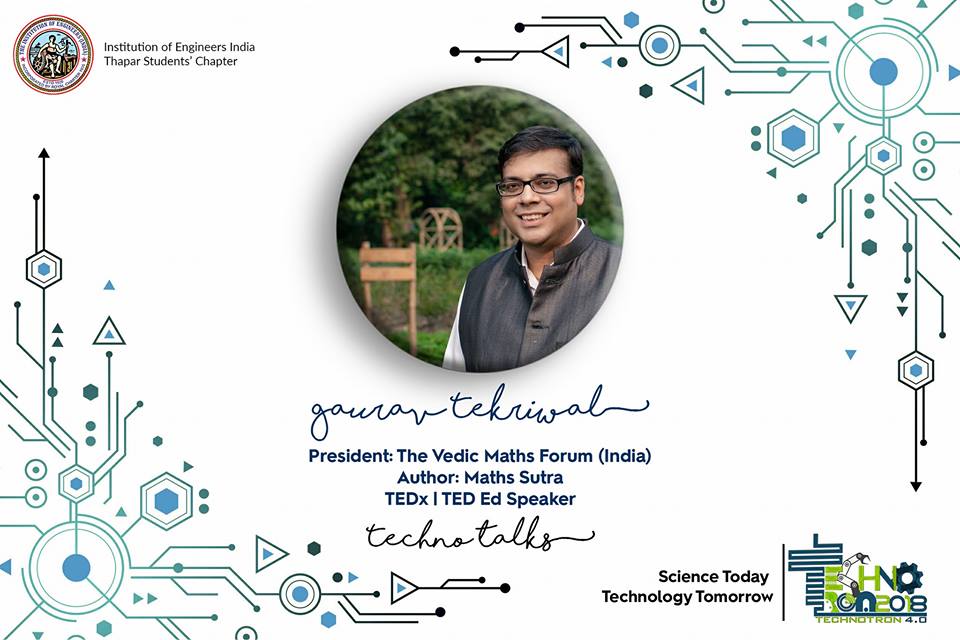 Institution of Engineers India
Thapar Students' Chapter
gaurav tekriwal
President: The Vedic Maths Forum (India)
Author: Maths Sutra
TEDx | TED Ed Speaker
techno talks
Science Today
Technology Tomorrow
2018
TECHNOTRON 4.0